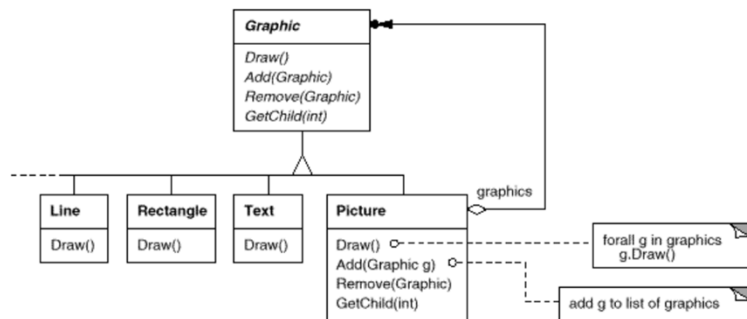 Graphic
Draw()
Add(Graphic)
Remove(Graphic)
GetChild(int)
graphics
Line
Draw()
Rectangle
Draw()
Text
Draw()
Picture
Draw()
Add(Graphic g)
Remove(Graphic)
GetChild(int)
forall g in graphics
g.Draw()
add g to list of graphics